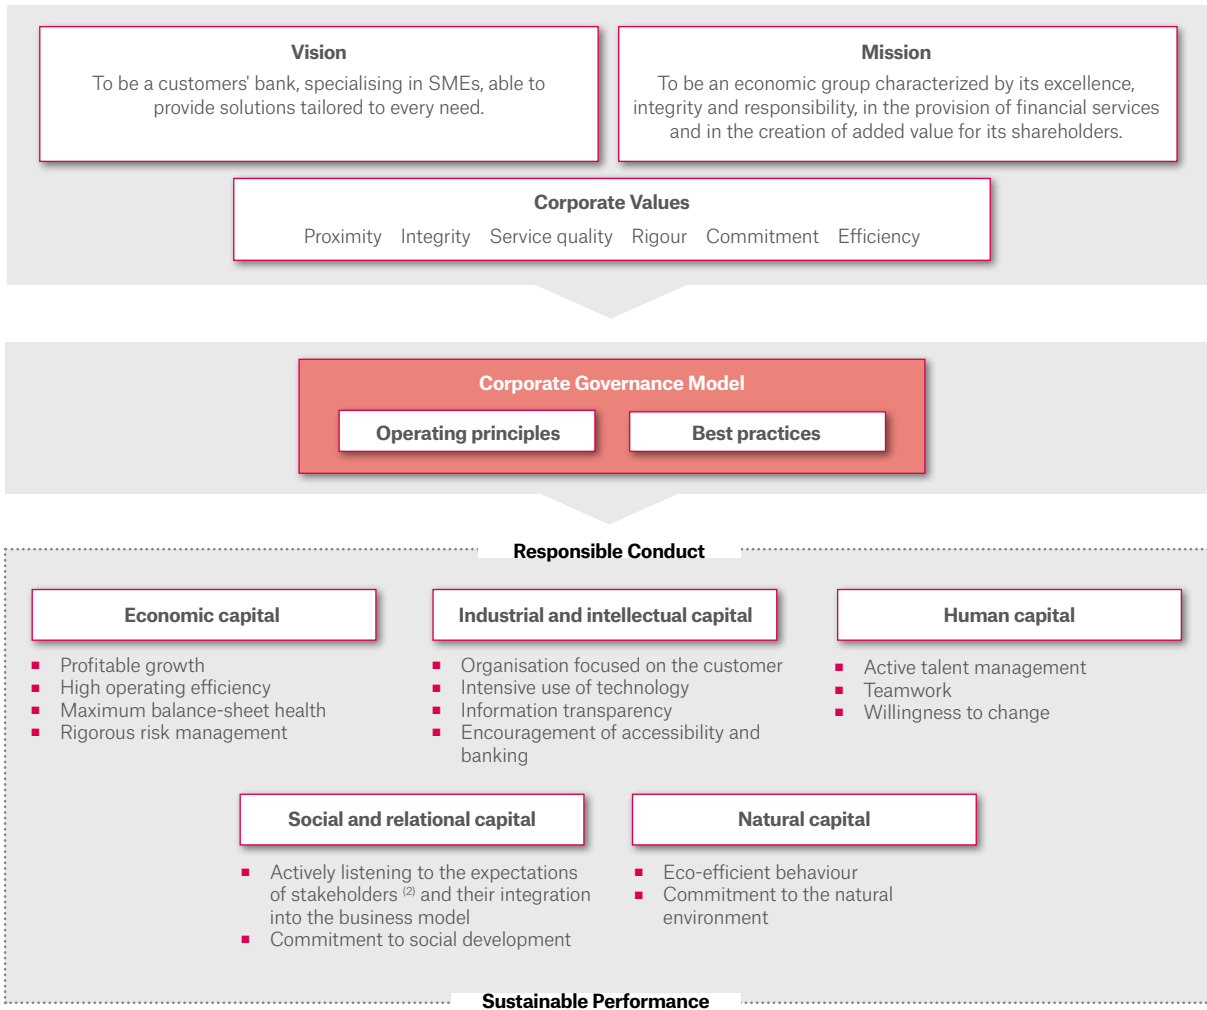 Vision
To be a customers' bank, specialising in SMEs, able to
provide solutions tailored to every need.
Mission
To be an economic group characterized by its excellence,
integrity and responsibility, in the provision of financial services
and in the creation of added value for its shareholders.
Corporate Values
Proximity Integrity Service quality Rigour Commitment Efficiency
Corporate Governance Model
Operating principles
Best practices
Responsible Conduct
Economic capital
■ Profitable growth
■ High operating efficiency
■ Maximum balance-sheet health
■ Rigorous risk management
Industrial and intellectual capital
■ Organisation focused on the customer
■ Intensive use of technology
■ Information transparency
■ Encouragement of accessibility and
banking
Human capital
■ Active talent management
■ Teamwork
■ Willingness to change
Social and relational capital
■ Actively listening to the expectations
of stakeholders (2) and their integration
into the business model
■ Commitment to social development
Natural capital
■ Eco-efficient behaviour
■ Commitment to the natural
environment
Sustainable Performance